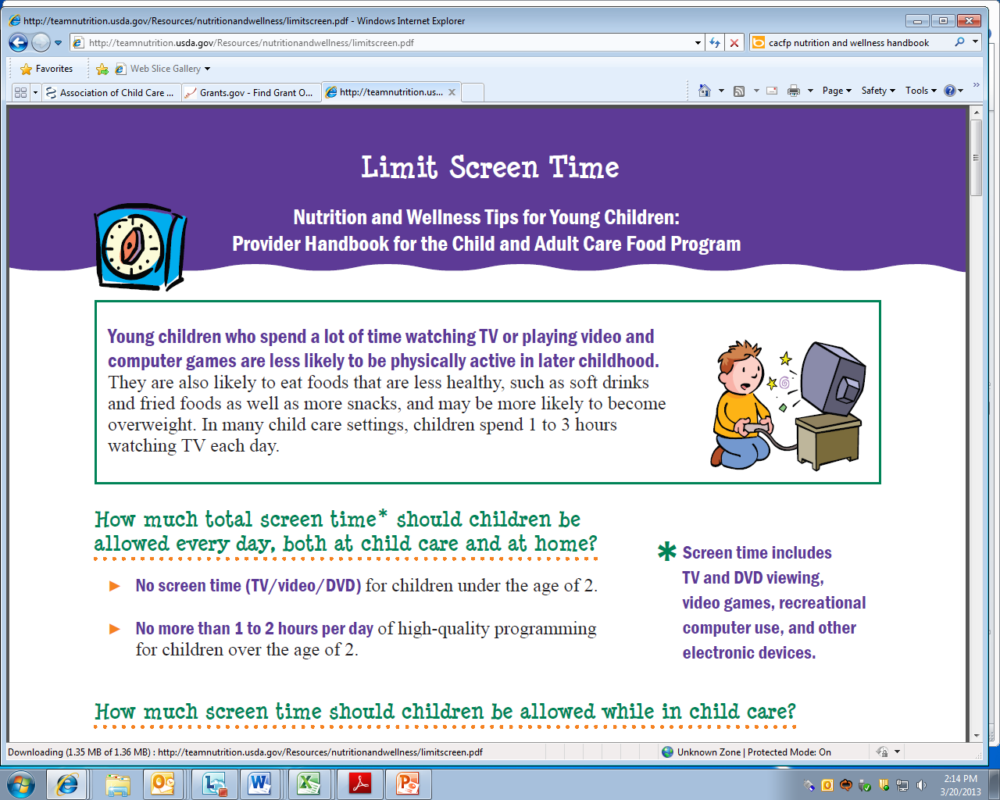 http://teamnutrition.usda.gov/Resources/nutritionandwellness/limitscreen.pdf - Windows Internet Explorer
http://teamnutrition.usda.gov/Resources/nutritionandwellness/limitscreen.pdf
cacfp nutrition and wellness handbook
Favorites
Web Slice Gallery
Association of Child Care ...
Grants.gov - Find Grant O...
http://teamnutrition.us...
Page
Safety
Tools
Limit Screen Time
Nutrition and Wellness Tips for Young Children:
Provider Handbook for the Child and Adult Care Food Program
Young children who spend a lot of time watching TV or playing video and
computer games are less likely to be physically active in later childhood.
They are also likely to eat foods that are less healthy, such as soft drinks
and fried foods as well as more snacks, and may be more likely to become
overweight. In many child care settings, children spend 1 to 3 hours
watching TV each day.
How much total screen time* should children be
allowed every day, both at child care and at home?
No screen time (TV/video/DVD) for children under the age of 2.
No more than 1 to 2 hours per day of high-quality programming
for children over the age of 2.
* Screen time includes
TV and DVD viewing,
video games, recreational
computer use, and other
electronic devices.
How much screen time should children be allowed while in child care?
Downloading (1.35 MB of 1.36 MB) : http://teamnutrition.usda.gov/Resources/nutritionandwellness/limitscreen.pdf
Unknown Zone | Protected Mode: On
2:14 PM
3/20/2013